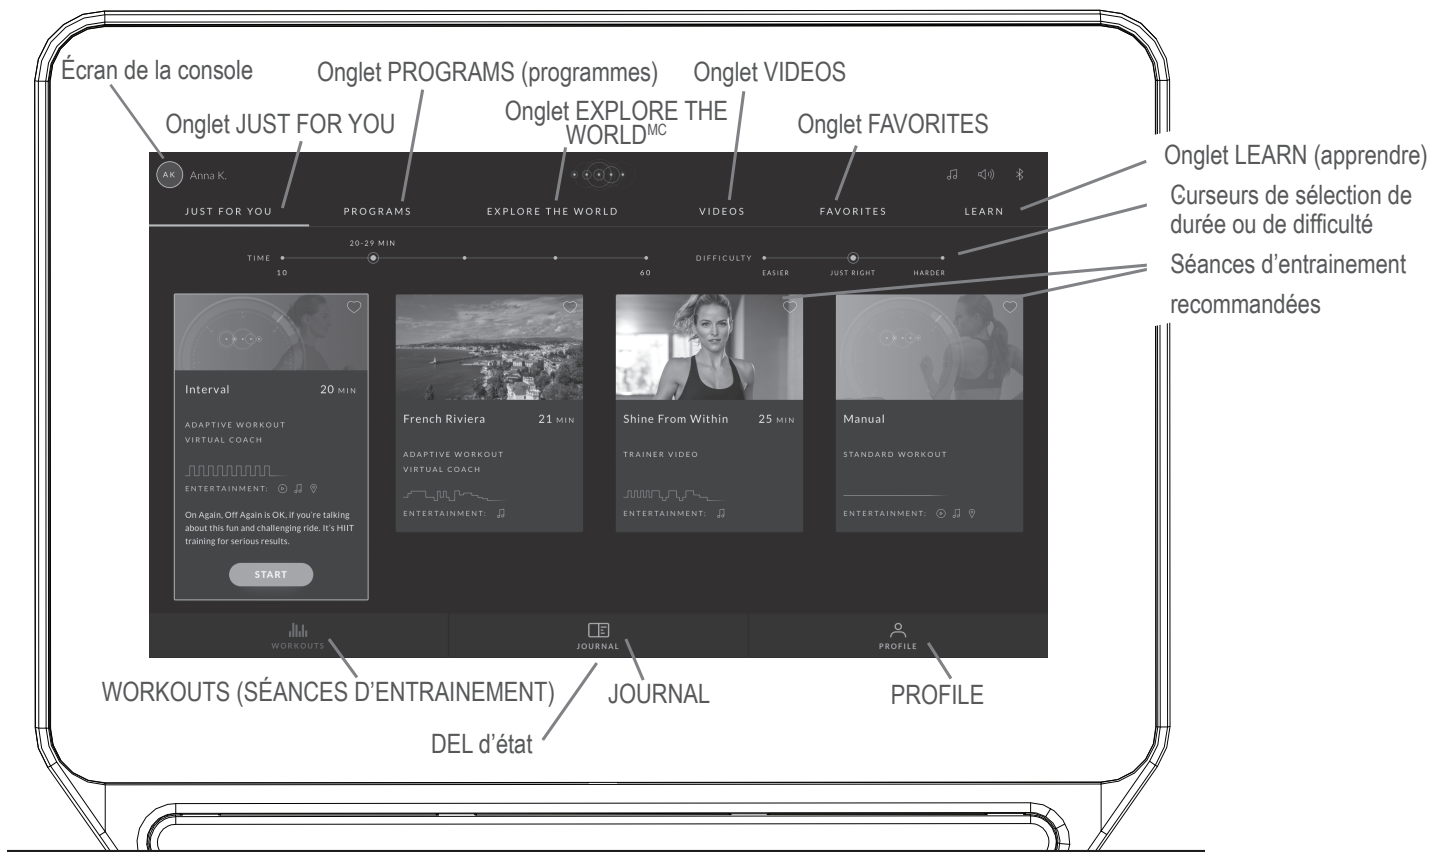 Écran de la console
Onglet PROGRAMS (programmes)
Onglet VIDEOS
Onglet JUST FOR YOU
Onglet EXPLORE THE
WORLDMC
Onglet FAVORITES
Onglet LEARN (apprendre)
Curseurs de sélection de
durée ou de difficulté
Séances d'entrainement
recommandées
AK
Anna K.
JUST FOR YOU
PROGRAMS
EXPLORE THE WORLD
VIDEOS
FAVORITES
LEARN
20-29 MIN
TIME
10
60
DIFFICULTY
EASIER
JUST RIGHT
HARDER
Interval 20 MIN
ADAPTIVE WORKOUT
VIRTUAL COACH
ENTERTAINMENT:
On Again, Off Again is OK, if you're talking
about this fun and challenging ride. It's HIIT
training for serious results.
START
French Riviera 21 MIN
ADAPTIVE WORKOUT
VIRTUAL COACH
ENTERTAINMENT:
Shine From Within 25 MIN
TRAINER VIDEO
ENTERTAINMENT:
Manual
STANDARD WORKOUT
ENTERTAINMENT:
WORKOUTS
JOURNAL
PROFILE
WORKOUTS (SÉANCES D'ENTRAINEMENT)
JOURNAL
PROFILE
DEL d'état